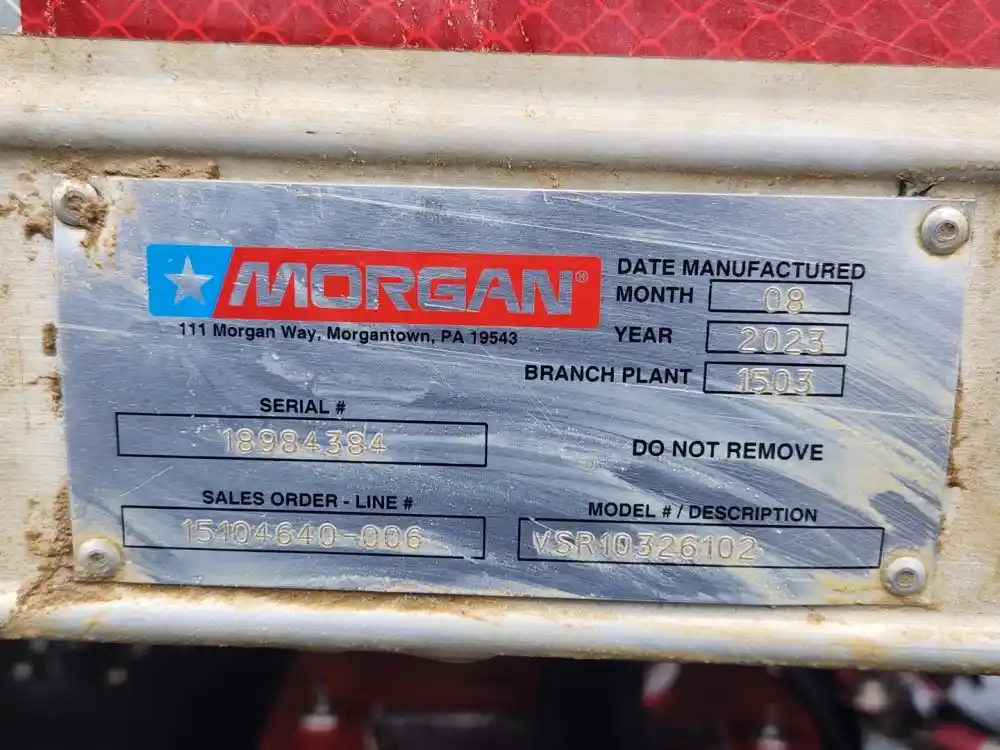 MORGAN®
111 Morgan Way, Morgantown, PA 19543
DATE MANUFACTURED
MONTH 08
YEAR 2023
BRANCH PLANT 1503
SERIAL #
18984384
DO NOT REMOVE
SALES ORDER - LINE #
15104640-006
MODEL # / DESCRIPTION
VSR10326102